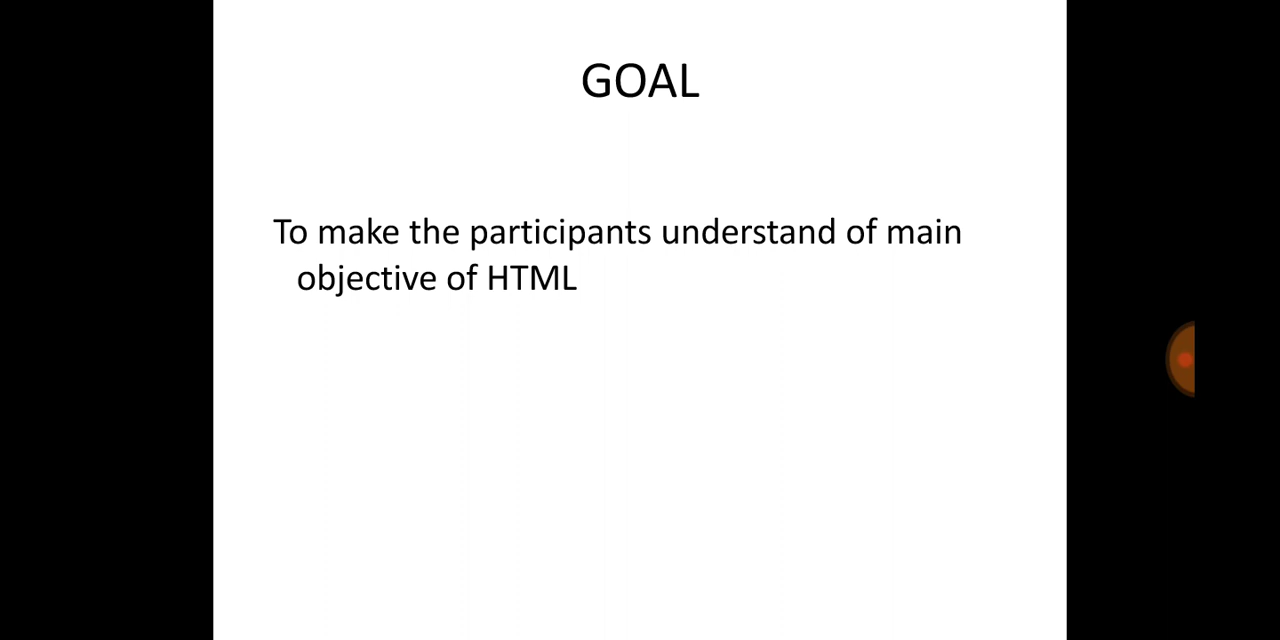 GOAL
To make the participants understand of main
objective of HTML